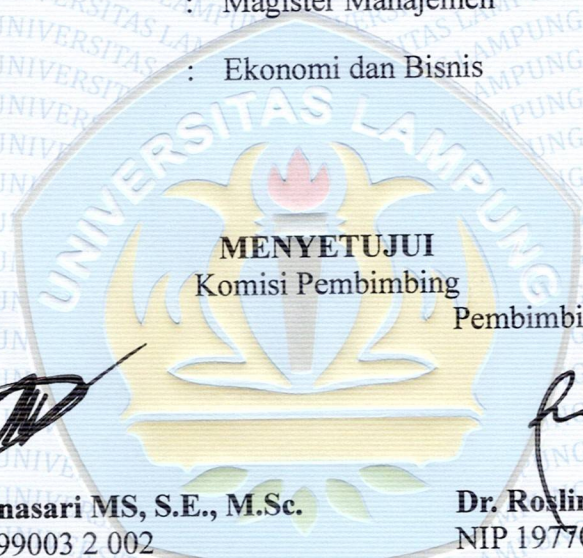 : Magister Manajemen
: Ekonomi dan Bisnis
UNIVERSITAS LAMPUNG
MENYETUJUI
Komisi Pembimbing
Pembimbi
nasari MS, S.E., M.Sc.
Dr. Roslin
99003 2 002
NIP 19770